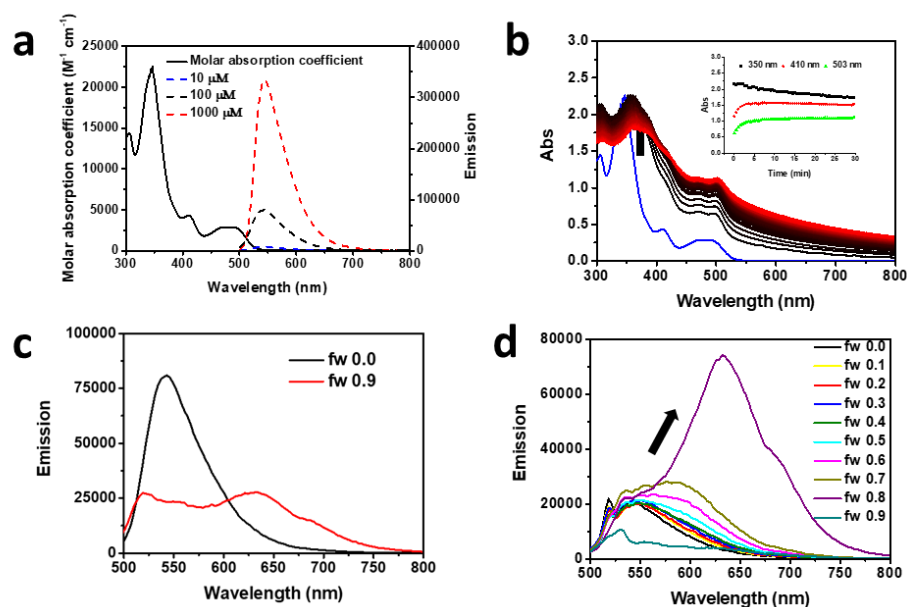 a
25000
20000
15000
10000
5000
0
Molar absorption coefficient (M⁻¹ cm⁻¹)
400000
300000
200000
100000
0
Emission
Molar absorption coefficient
10 µM
100 µM
1000 µM
300 400 500 600 700 800
Wavelength (nm)
b
3.0
2.5
2.0
1.5
1.0
0.5
0.0
Abs
300 400 500 600 700 800
Wavelength (nm)
350 nm 410 nm 503 nm
Abs
0 5 10 15 20 25 30
Time (min)
c
100000
75000
50000
25000
0
Emission
fw 0.0
fw 0.9
500 550 600 650 700 750 800
Wavelength (nm)
d
80000
60000
40000
20000
0
Emission
fw 0.0
fw 0.1
fw 0.2
fw 0.3
fw 0.4
fw 0.5
fw 0.6
fw 0.7
fw 0.8
fw 0.9
500 550 600 650 700 750 800
Wavelength (nm)